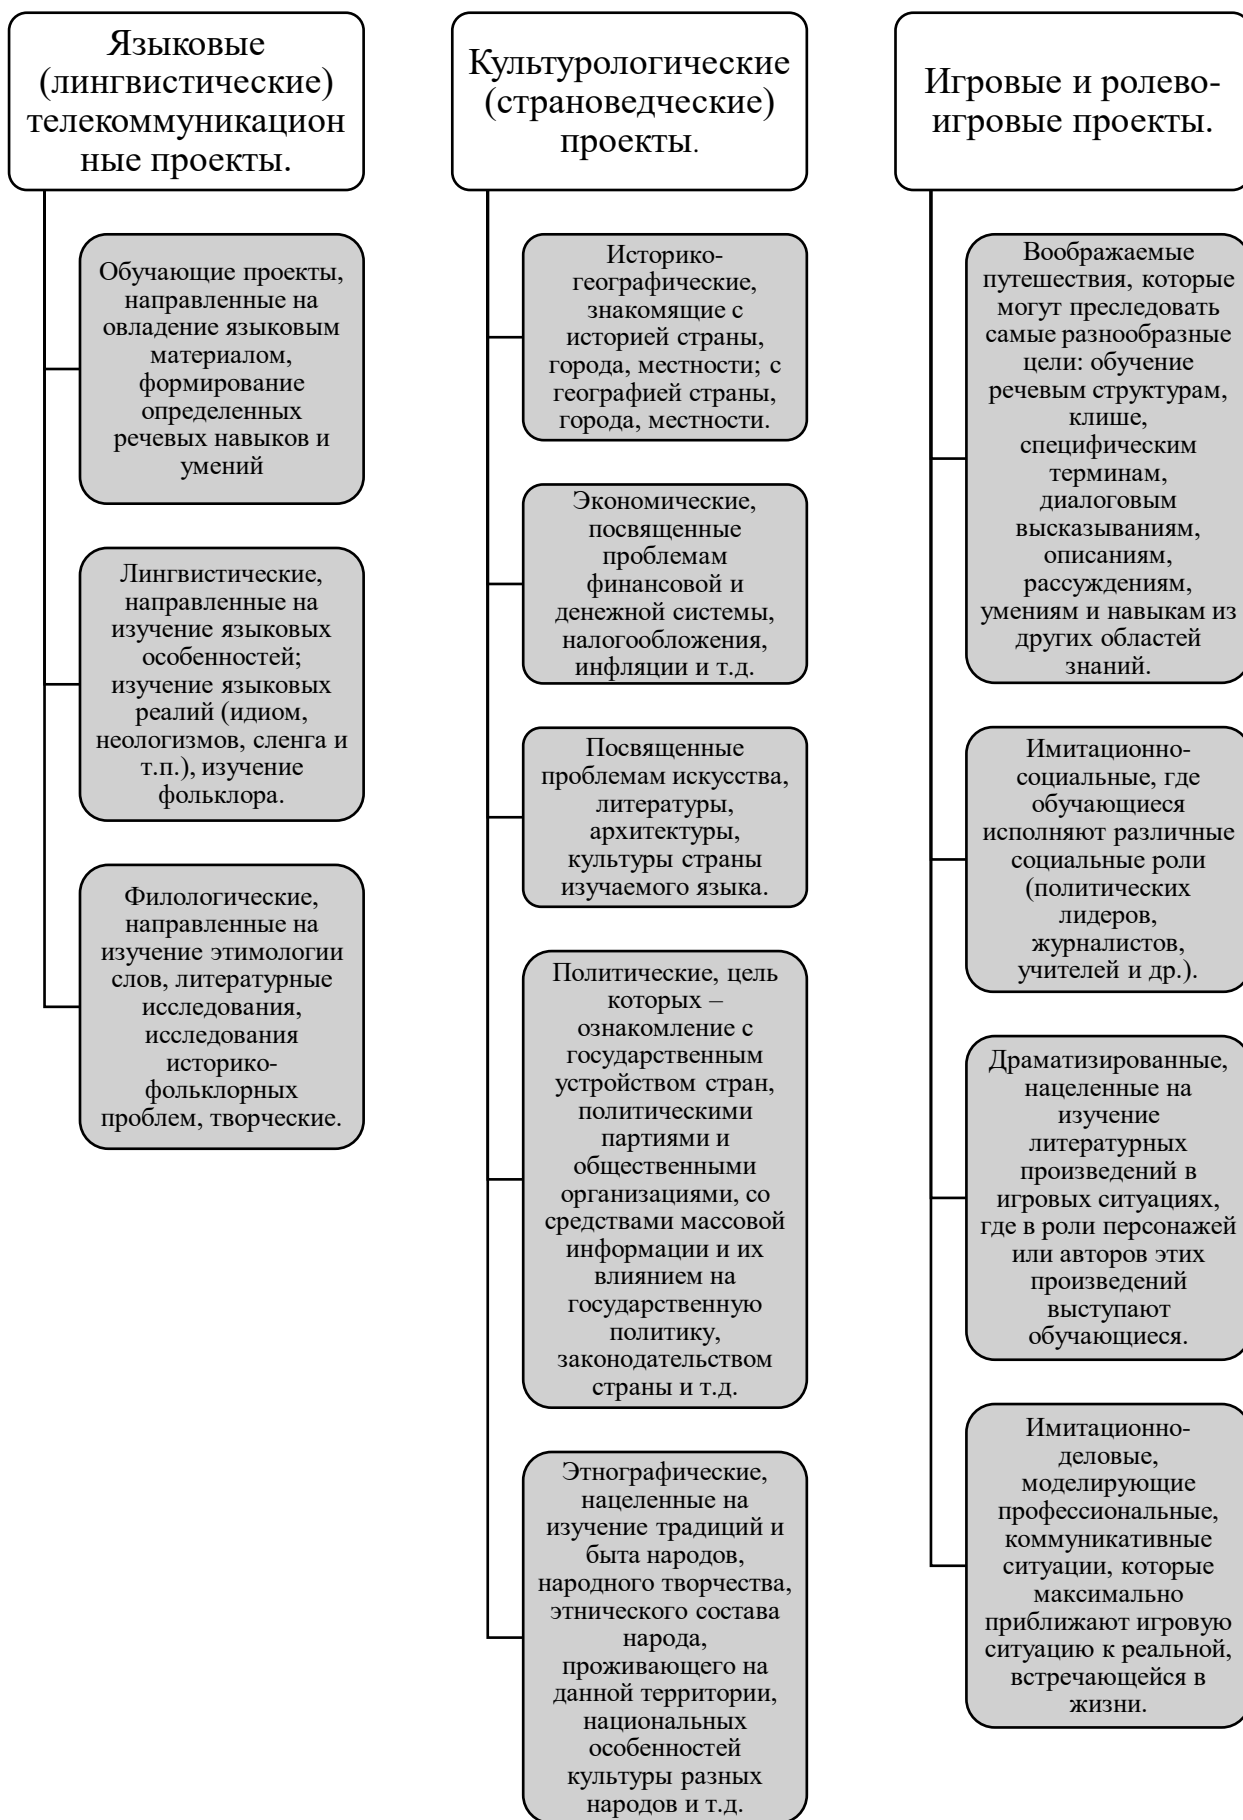 Языковые
(лингвистические)
телекоммуникацион
ные проекты.
Обучающие проекты,
направленные на
овладение языковым
материалом,
формирование
определенных
речевых навыков и
умений
Лингвистические,
направленные на
изучение языковых
особенностей;
изучение языковых
реалий (идиом,
неологизмов, сленга и
т.п.), изучение
фольклора.
Филологические,
направленные на
изучение этимологии
слов, литературные
исследования,
исследования
историко-
фольклорных
проблем, творческие.
Культурологические
(страноведческие)
проекты.
Историко-
географические,
знакомящие с
историей страны,
города, местности; с
географией страны,
города, местности.
Экономические,
посвященные
проблемам
финансовой и
денежной системы,
налогообложения,
инфляции и т.д.
Посвященные
проблемам искусства,
литературы,
архитектуры,
культуры страны
изучаемого языка.
Политические, цель
которых –
ознакомление с
государственным
устройством стран,
политическими
партиями и
общественными
организациями, со
средствами массовой
информации и их
влиянием на
государственную
политику,
законодательством
страны и т.д.
Этнографические,
нацеленные на
изучение традиций и
быта народов,
народного творчества,
этнического состава
народа,
проживающего на
данной территории,
национальных
особенностей
культуры разных
народов и т.д.
Игровые и ролево-
игровые проекты.
Воображаемые
путешествия, которые
могут преследовать
самые разнообразные
цели: обучение
речевым структурам,
клише,
специфическим
терминам,
диалоговым
высказываниям,
описаниям,
рассуждениям,
умениям и навыкам из
других областей
знаний.
Имитационно-
социальные, где
обучающиеся
исполняют различные
социальные роли
(политических
лидеров,
журналистов,
учителей и др.).
Драматизированные,
нацеленные на
изучение
литературных
произведений в
игровых ситуациях,
где в роли персонажей
или авторов этих
произведений
выступают
обучающиеся.
Имитационно-
деловые,
моделирующие
профессиональные,
коммуникативные
ситуации, которые
максимально
приближают игровую
ситуацию к реальной,
встречающейся в
жизни.